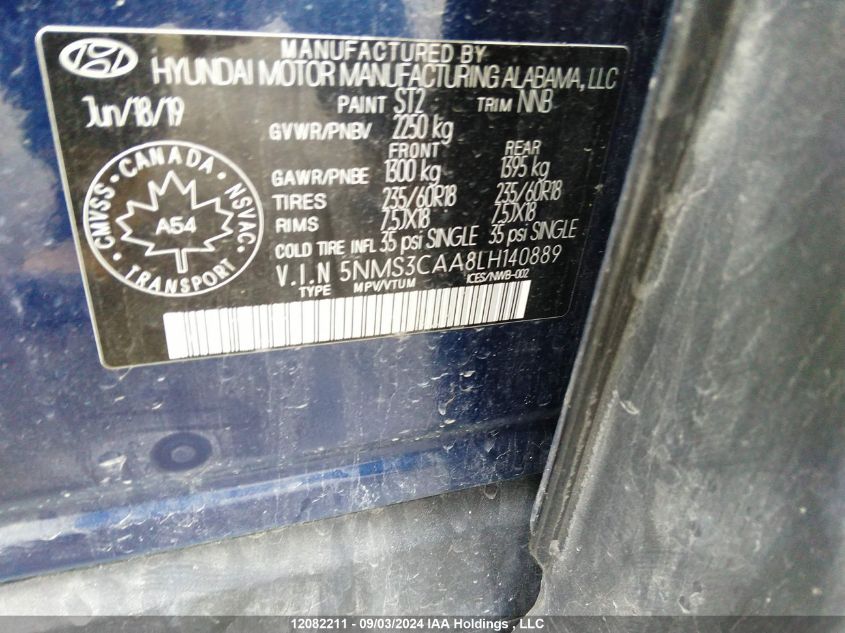 MANUFACTURED BY
HYUNDAI MOTOR MANUFACTURING ALABAMA, LLC
Jun/18/19
PAINT ST2 TRIM NNB
GVWR/PNBV 2250 kg
FRONT REAR
GAWR/PNBE 1300 kg 1395 kg
TIRES 235/60R18 235/60R18
RIMS 7.5JX18 7.5JX18
COLD TIRE INFL 35 psi SINGLE 35 psi SINGLE
V.I.N 5NMS3CAA8LH140889
TYPE MPV/VTUM ICES/NWB-002
CMVSS • CANADA • NSVAC •
A54
TRANSPORT
12082211 - 09/03/2024 IAA Holdings , LLC